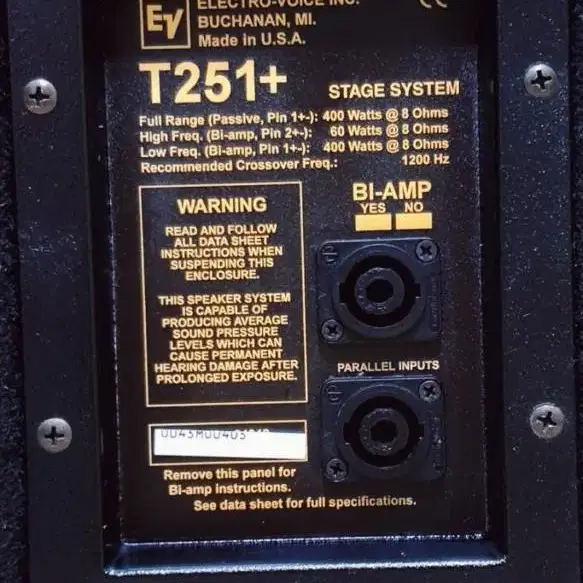 EV
ELECTRO-VOICE INC.
BUCHANAN, MI.
Made in U.S.A.
CE
T251+
STAGE SYSTEM
Full Range (Passive, Pin 1+-): 400 Watts @ 8 Ohms
High Freq. (Bi-amp, Pin 2+-): 60 Watts @ 8 Ohms
Low Freq. (Bi-amp, Pin 1+-): 400 Watts @ 8 Ohms
Recommended Crossover Freq.: 1200 Hz
BI-AMP
YES NO
WARNING
READ AND FOLLOW
ALL DATA SHEET
INSTRUCTIONS WHEN
SUSPENDING THIS
ENCLOSURE.
THIS SPEAKER SYSTEM
IS CAPABLE OF
PRODUCING AVERAGE
SOUND PRESSURE
LEVELS WHICH CAN
CAUSE PERMANENT
HEARING DAMAGE AFTER
PROLONGED EXPOSURE.
PARALLEL INPUTS
Remove this panel for
Bi-amp instructions.
See data sheet for full specifications.